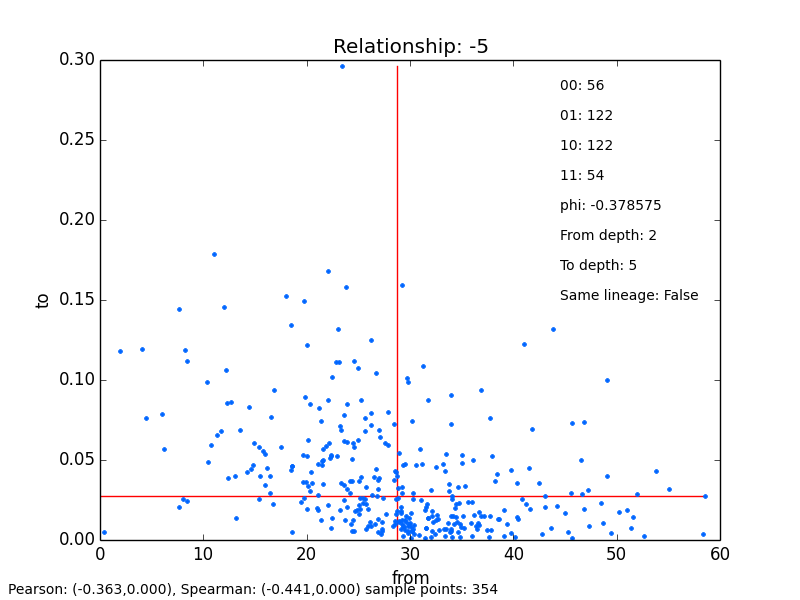 Relationship: -5
0.30
0.25
0.20
0.15
0.10
0.05
0.00
to
00: 56
01: 122
10: 122
11: 54
phi: -0.378575
From depth: 2
To depth: 5
Same lineage: False
0 10 20 30 40 50 60
from
Pearson: (-0.363,0.000), Spearman: (-0.441,0.000) sample points: 354